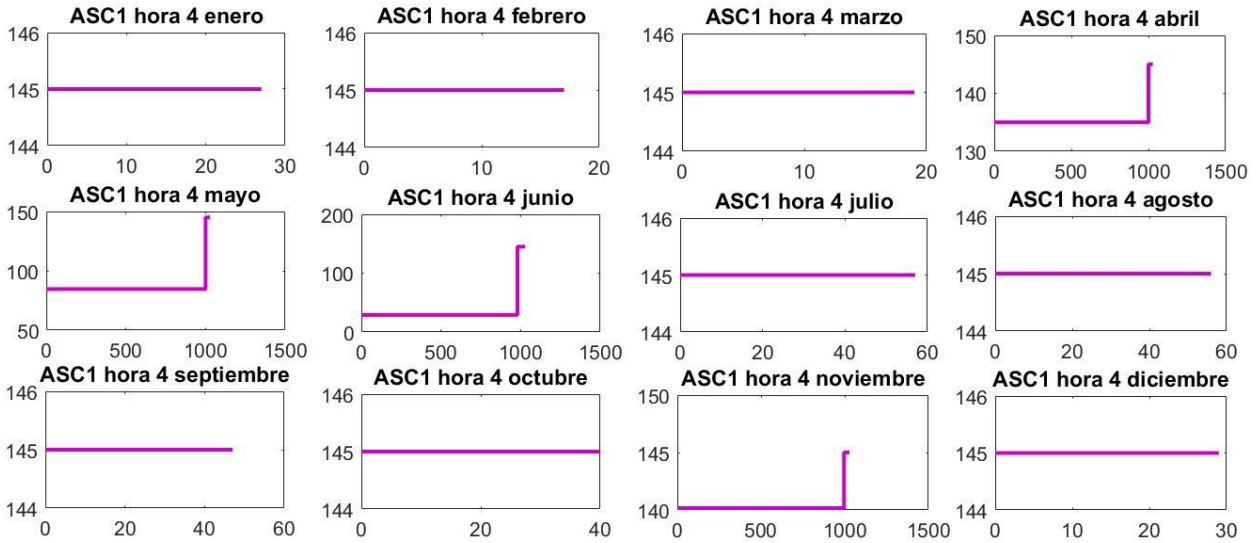 ASC1 hora 4 enero
146
145
144
0 10 20 30
ASC1 hora 4 febrero
146
145
144
0 10 20
ASC1 hora 4 marzo
146
145
144
0 10 20
ASC1 hora 4 abril
150
140
130
0 500 1000 1500
ASC1 hora 4 mayo
150
100
50
0 500 1000 1500
ASC1 hora 4 junio
200
100
0
0 500 1000 1500
ASC1 hora 4 julio
146
145
144
0 20 40 60
ASC1 hora 4 agosto
146
145
144
0 20 40 60
ASC1 hora 4 septiembre
146
145
144
0 20 40 60
ASC1 hora 4 octubre
146
145
144
0 20 40
ASC1 hora 4 noviembre
150
145
140
0 500 1000 1500
ASC1 hora 4 diciembre
146
145
144
0 10 20 30